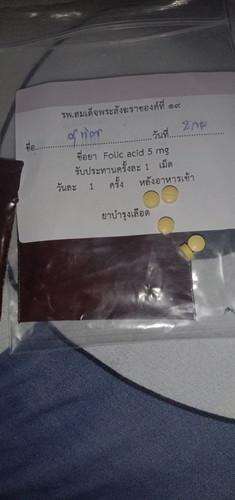 รพ.สมเด็จพระสังฆราชองค์ที่ ๑๙
ชื่อ..............................วันที่..................
ชื่อยา Folic acid 5 mg
รับประทานครั้งละ 1 เม็ด
วันละ 1 ครั้ง หลังอาหารเช้า
ยาบำรุงเลือด